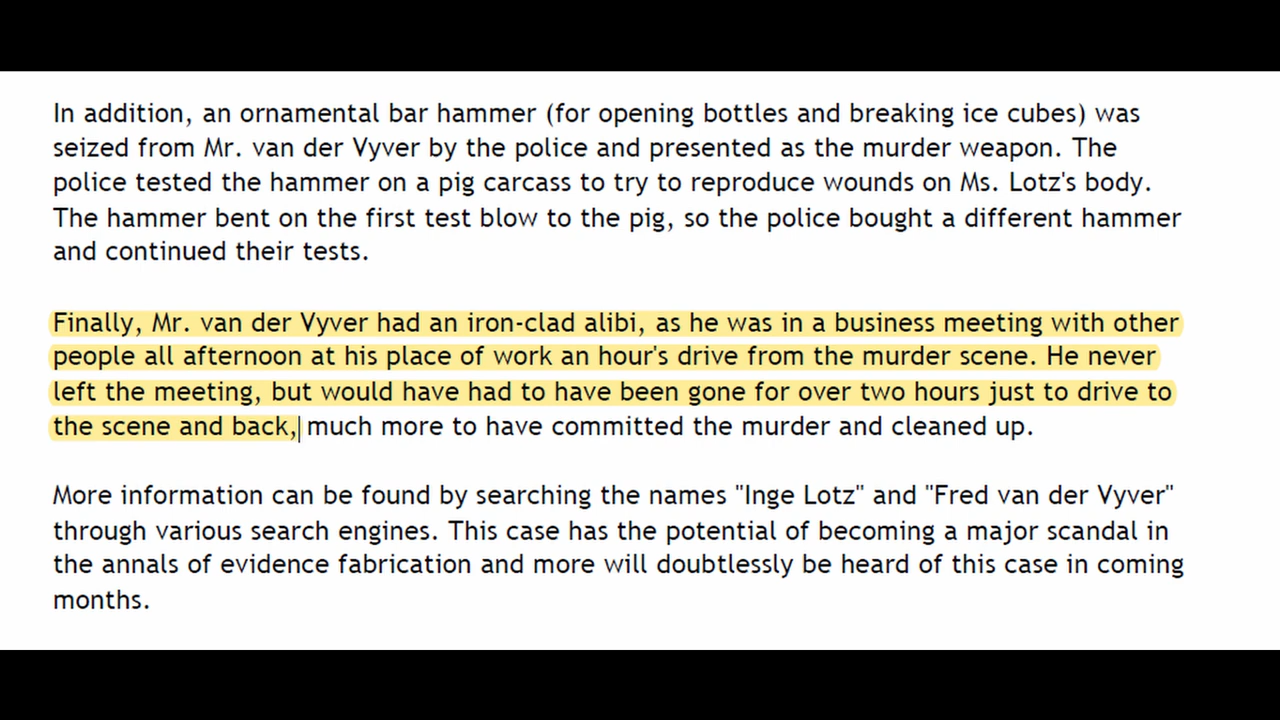 In addition, an ornamental bar hammer (for opening bottles and breaking ice cubes) was
seized from Mr. van der Vyver by the police and presented as the murder weapon. The
police tested the hammer on a pig carcass to try to reproduce wounds on Ms. Lotz's body.
The hammer bent on the first test blow to the pig, so the police bought a different hammer
and continued their tests.
Finally, Mr. van der Vyver had an iron-clad alibi, as he was in a business meeting with other
people all afternoon at his place of work an hour's drive from the murder scene. He never
left the meeting, but would have had to have been gone for over two hours just to drive to
the scene and back, much more to have committed the murder and cleaned up.
More information can be found by searching the names "Inge Lotz" and "Fred van der Vyver"
through various search engines. This case has the potential of becoming a major scandal in
the annals of evidence fabrication and more will doubtlessly be heard of this case in coming
months.